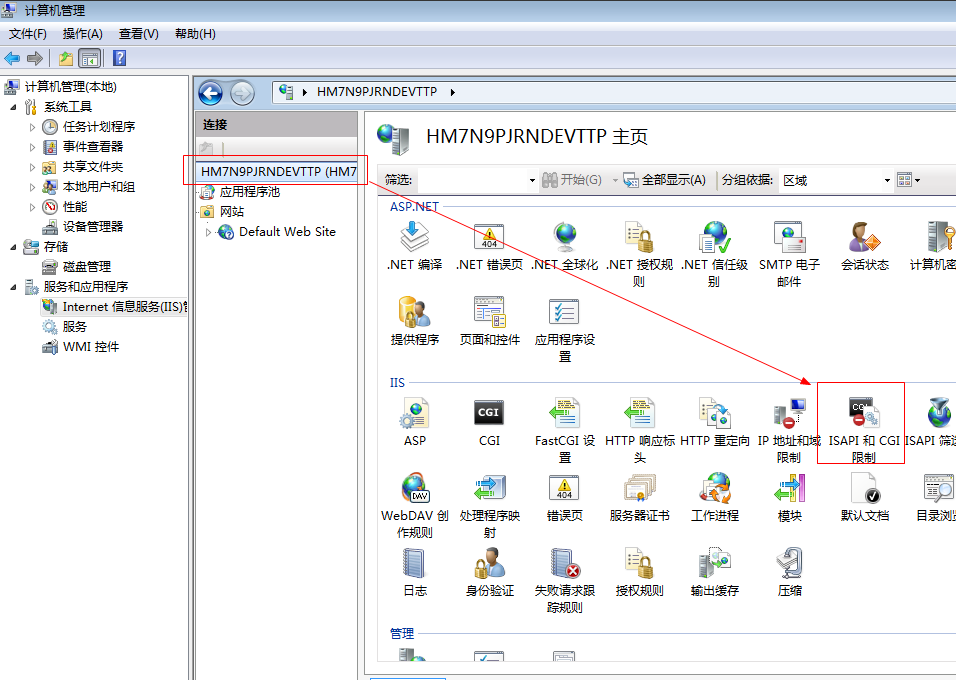 计算机管理
文件(F) 操作(A) 查看(V) 帮助(H)
计算机管理(本地)
系统工具
任务计划程序
事件查看器
共享文件夹
本地用户和组
性能
设备管理器
存储
磁盘管理
服务和应用程序
Internet 信息服务(IIS)管
服务
WMI 控件
HM7N9PJRNDEVTTP
连接
HM7N9PJRNDEVTTP (HM7
应用程序池
网站
Default Web Site
HM7N9PJRNDEVTTP 主页
筛选: 开始(G) 全部显示(A) 分组依据: 区域
ASP.NET
.NET 编译 .NET 错误页 .NET 全球化 .NET 授权规则 .NET 信任级别 SMTP 电子邮件 会话状态 计算机密
提供程序 页面和控件 应用程序设置
IIS
ASP CGI FastCGI 设置 HTTP 响应标头 HTTP 重定向 IP 地址和域限制 ISAPI 和 CGI 限制 ISAPI 筛选
WebDAV 创作规则 处理程序映射 错误页 服务器证书 工作进程 模块 默认文档 目录浏览
日志 身份验证 失败请求跟踪规则 授权规则 输出缓存 压缩
管理